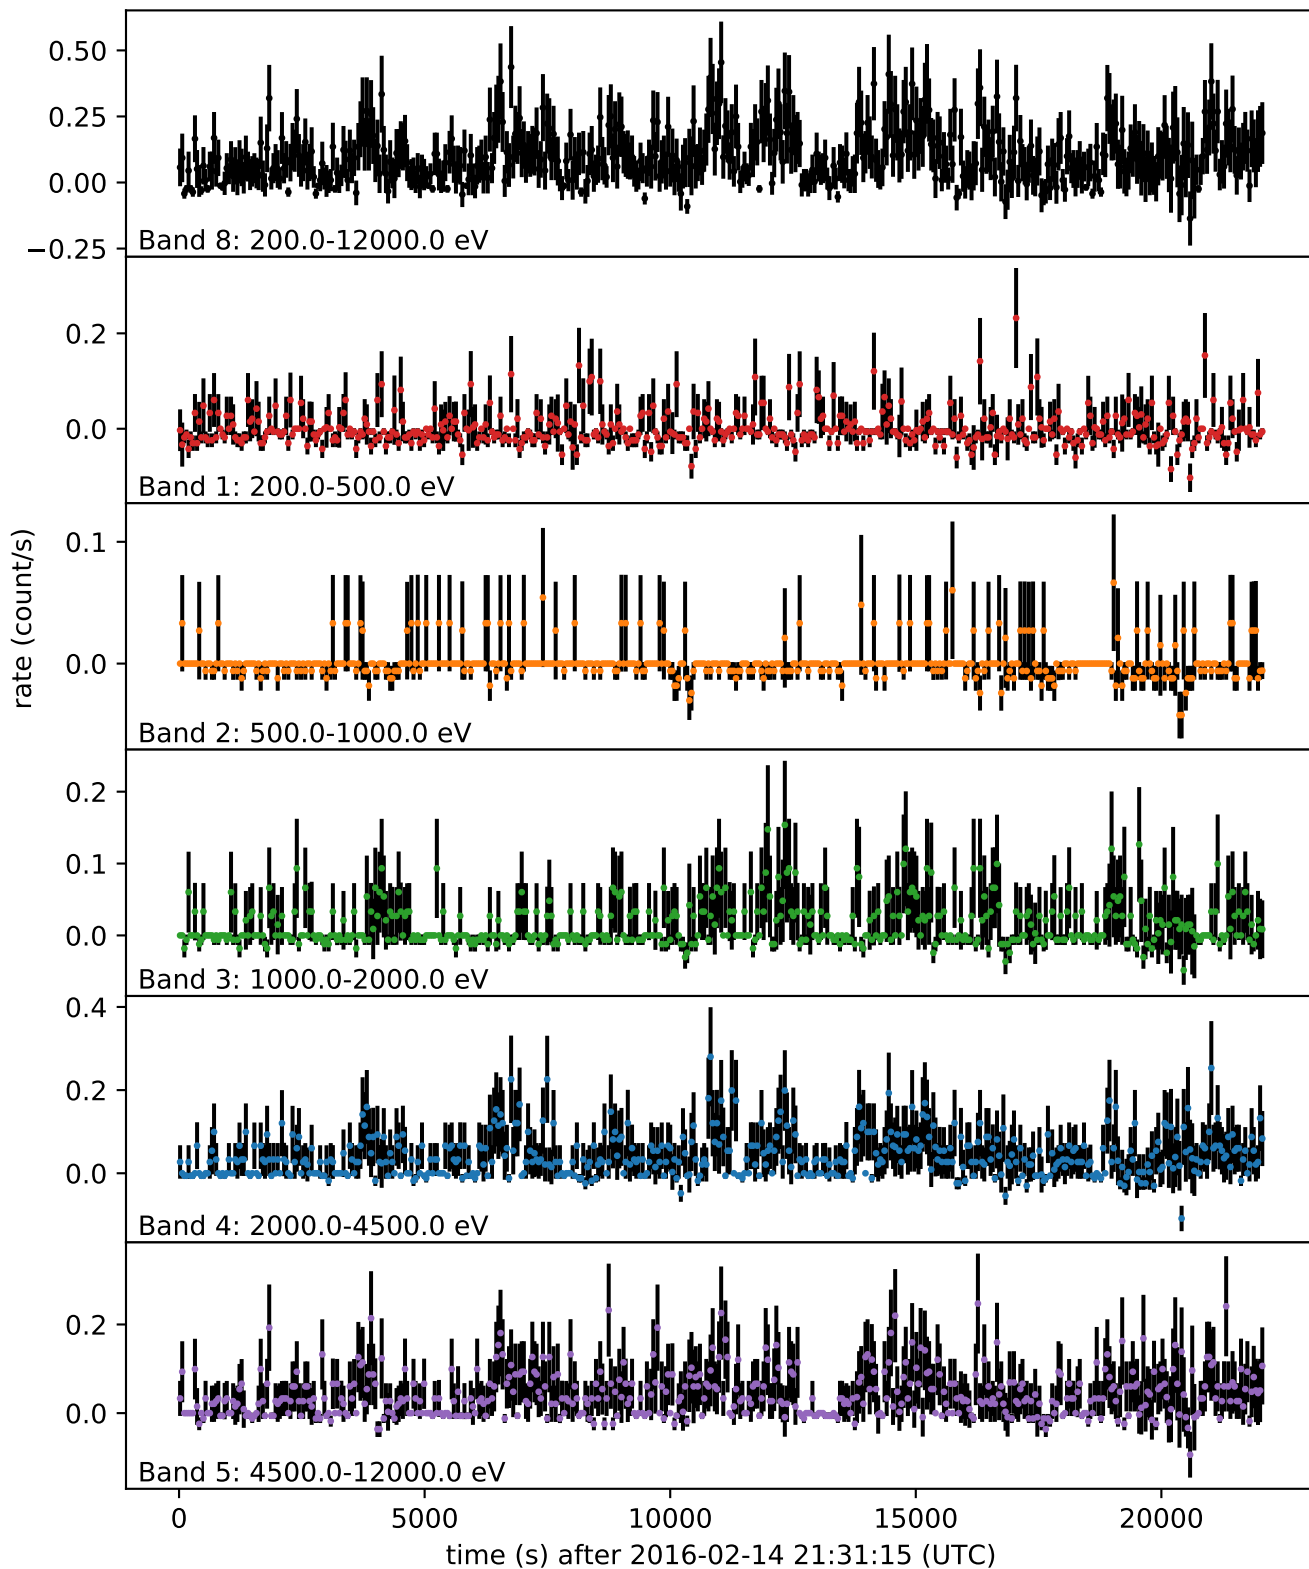 0.50
0.25
0.00
−0.25
Band 8: 200.0-12000.0 eV
0.2
0.0
Band 1: 200.0-500.0 eV
rate (count/s)
0.1
0.0
Band 2: 500.0-1000.0 eV
0.2
0.1
0.0
Band 3: 1000.0-2000.0 eV
0.4
0.2
0.0
Band 4: 2000.0-4500.0 eV
0.2
0.0
Band 5: 4500.0-12000.0 eV
0 5000 10000 15000 20000
time (s) after 2016-02-14 21:31:15 (UTC)